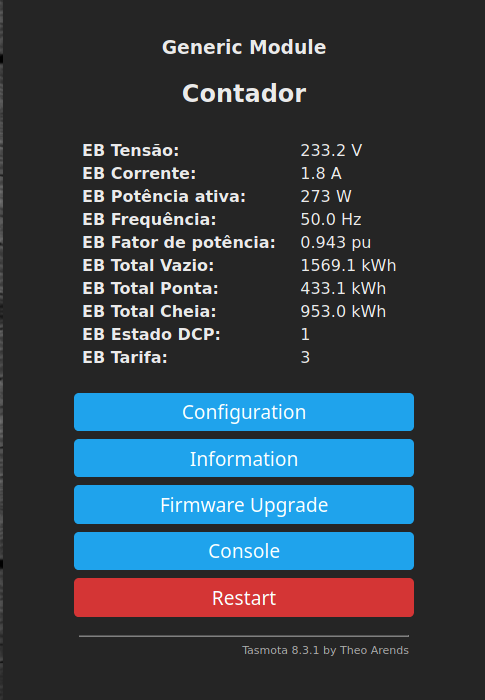 Generic Module
Contador
EB Tensão: 233.2 V
EB Corrente: 1.8 A
EB Potência ativa: 273 W
EB Frequência: 50.0 Hz
EB Fator de potência: 0.943 pu
EB Total Vazio: 1569.1 kWh
EB Total Ponta: 433.1 kWh
EB Total Cheia: 953.0 kWh
EB Estado DCP: 1
EB Tarifa: 3
Configuration
Information
Firmware Upgrade
Console
Restart
Tasmota 8.3.1 by Theo Arends